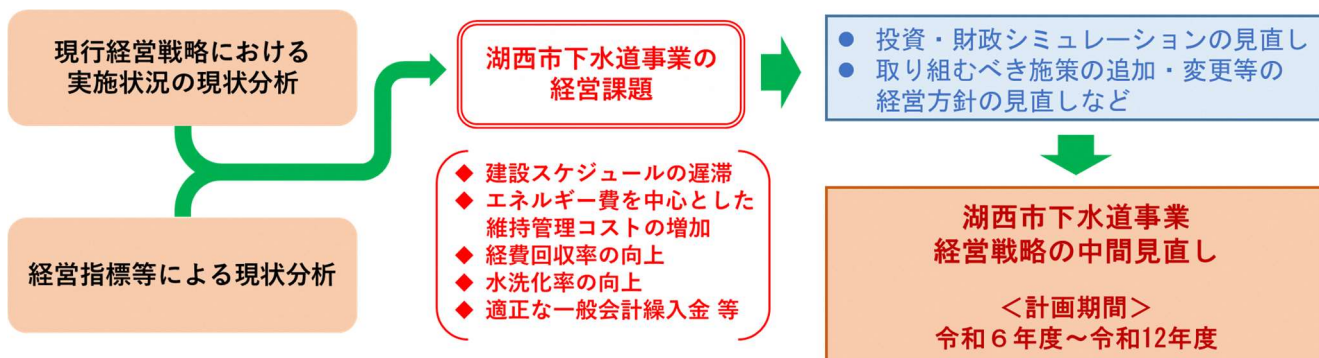 現行経営戦略における
実施状況の現状分析
経営指標等による現状分析
湖西市下水道事業の
経営課題
◆ 建設スケジュールの遅滞
◆ エネルギー費を中心とした
維持管理コストの増加
◆ 経費回収率の向上
◆ 水洗化率の向上
◆ 適正な一般会計繰入金 等
● 投資・財政シミュレーションの見直し
● 取り組むべき施策の追加・変更等の
経営方針の見直しなど
湖西市下水道事業
経営戦略の中間見直し
＜計画期間＞
令和６年度～令和12年度